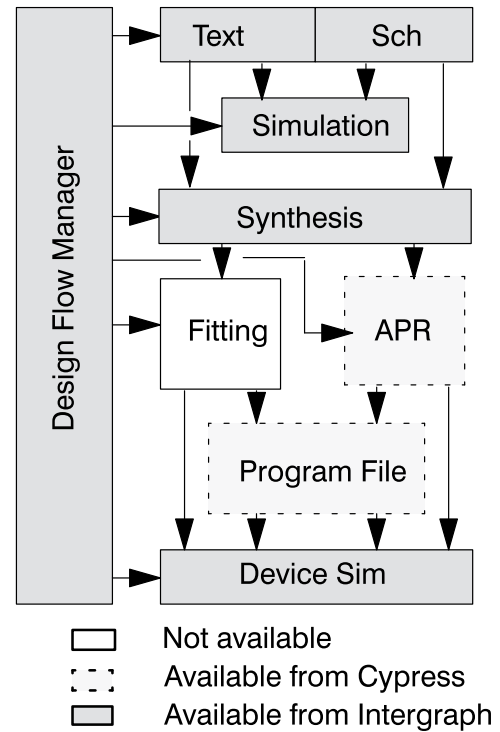 Design Flow Manager
Text
Sch
Simulation
Synthesis
Fitting
APR
Program File
Device Sim
Not available
Available from Cypress
Available from Intergraph